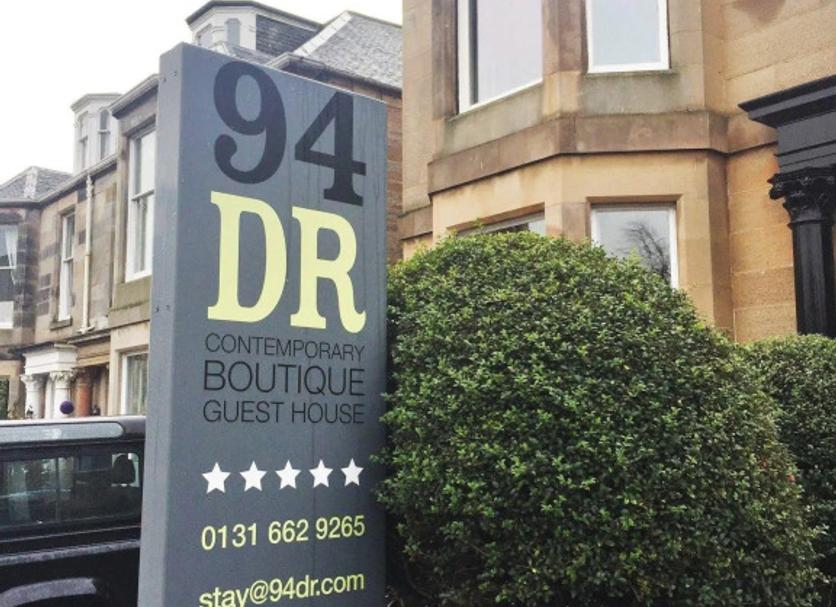 94
DR
CONTEMPORARY
BOUTIQUE
GUEST HOUSE
0131 662 9265
stay@94dr.com